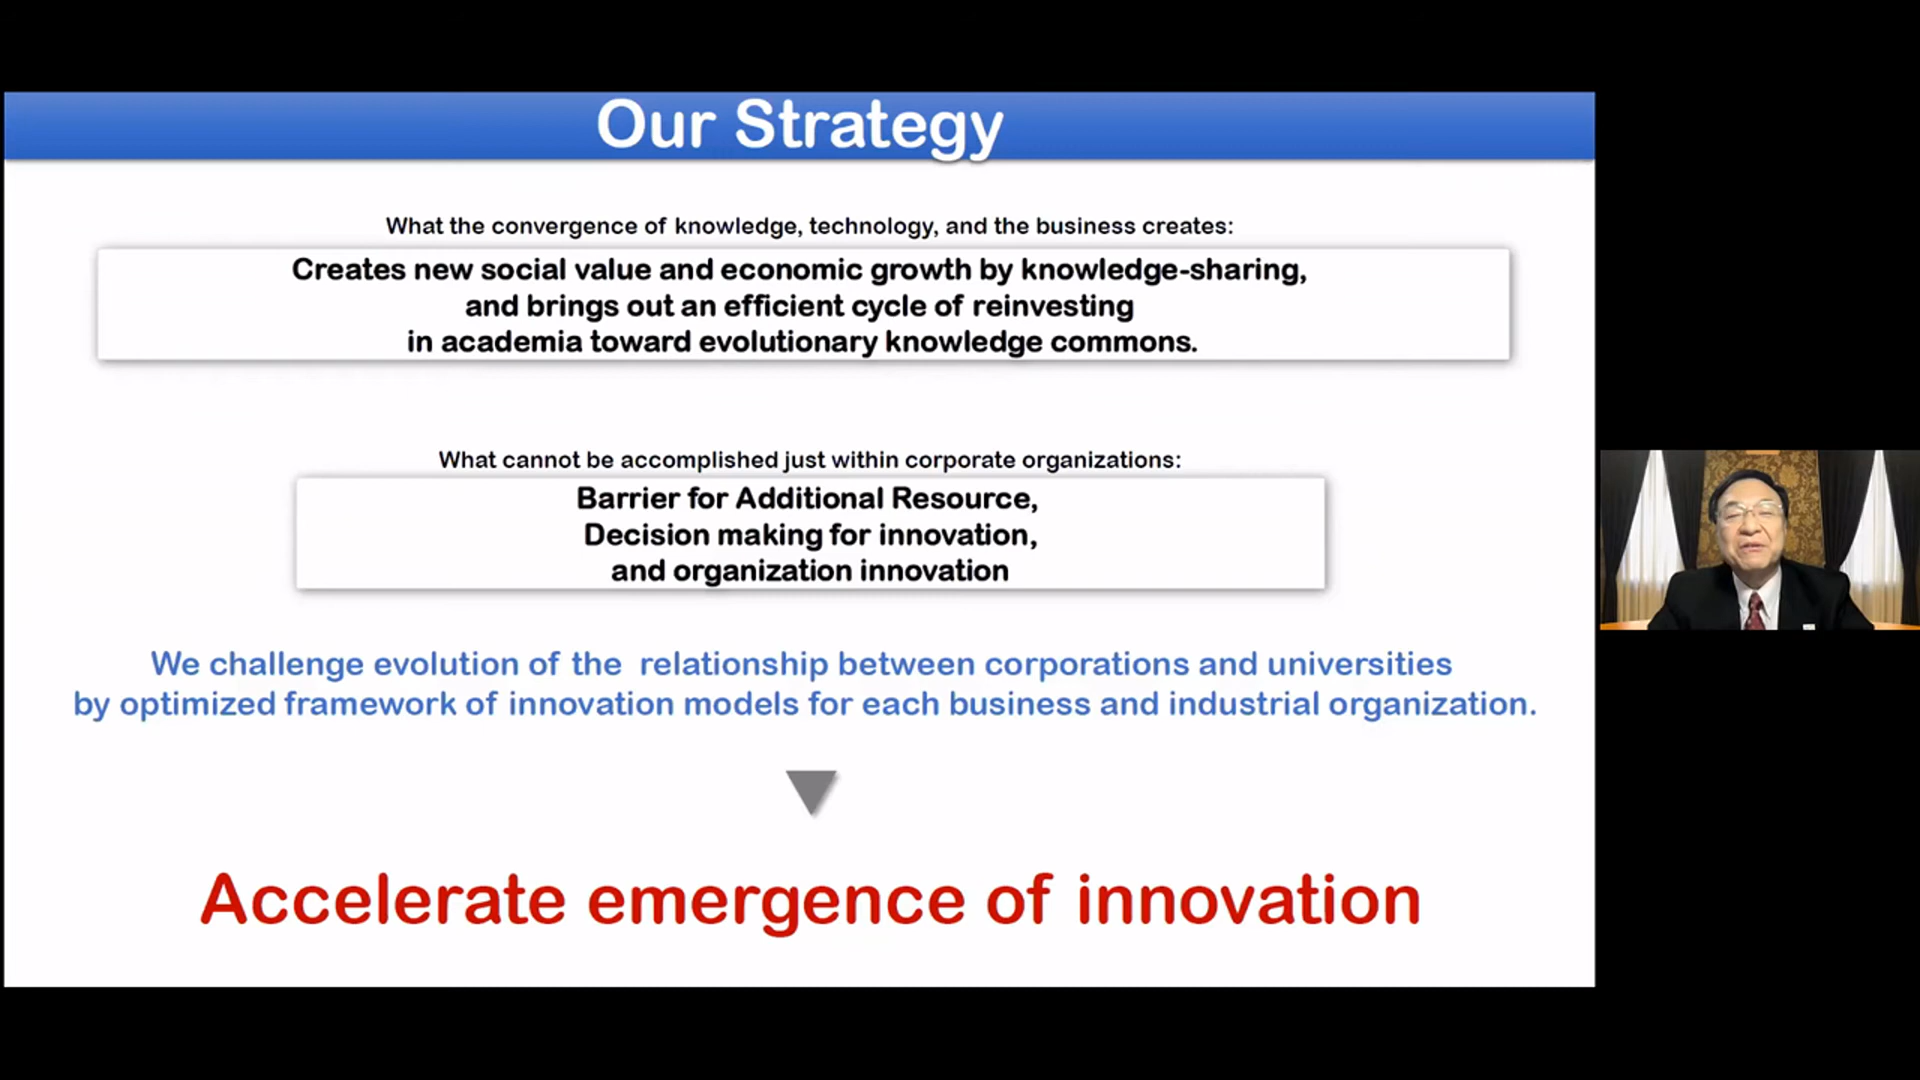 Our Strategy
What the convergence of knowledge, technology, and the business creates:
Creates new social value and economic growth by knowledge-sharing,
and brings out an efficient cycle of reinvesting
in academia toward evolutionary knowledge commons.
What cannot be accomplished just within corporate organizations:
Barrier for Additional Resource,
Decision making for innovation,
and organization innovation
We challenge evolution of the relationship between corporations and universities
by optimized framework of innovation models for each business and industrial organization.
Accelerate emergence of innovation